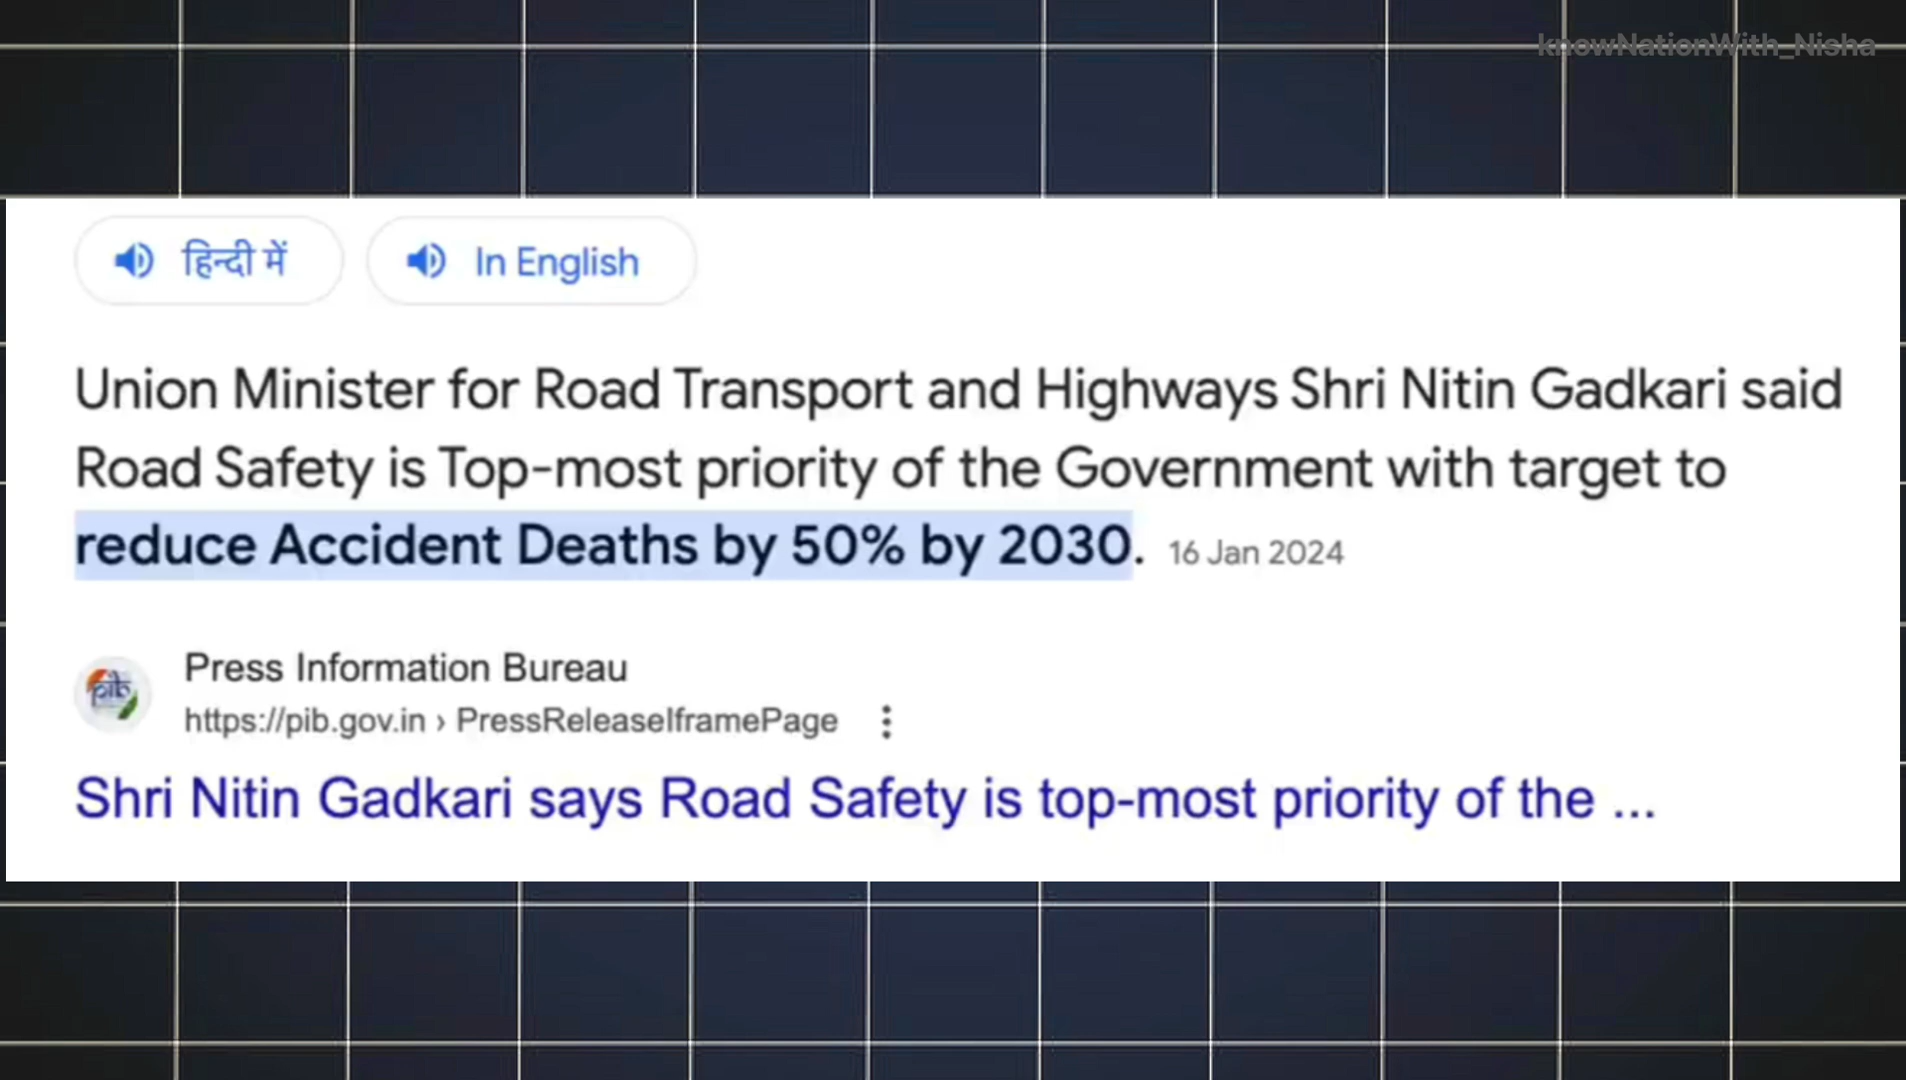 knowNationWith_Nisha
हिन्दी में
In English
Union Minister for Road Transport and Highways Shri Nitin Gadkari said
Road Safety is Top-most priority of the Government with target to
reduce Accident Deaths by 50% by 2030. 16 Jan 2024
pib
Press Information Bureau
https://pib.gov.in › PressReleaseIframePage
Shri Nitin Gadkari says Road Safety is top-most priority of the ...